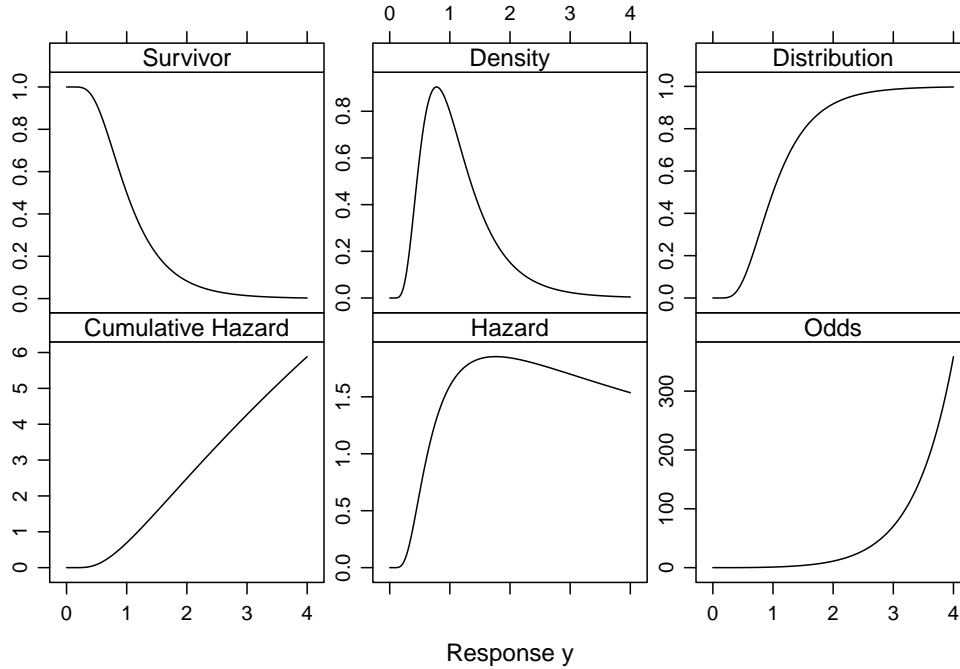 0 1 2 3 4
Survivor Density Distribution
0.0 0.2 0.4 0.6 0.8 1.0
0.0 0.2 0.4 0.6 0.8
0.0 0.2 0.4 0.6 0.8 1.0
Cumulative Hazard Hazard Odds
0 1 2 3 4 5 6
0.0 0.5 1.0 1.5
0 100 200 300
0 1 2 3 4
0 1 2 3 4
Response y